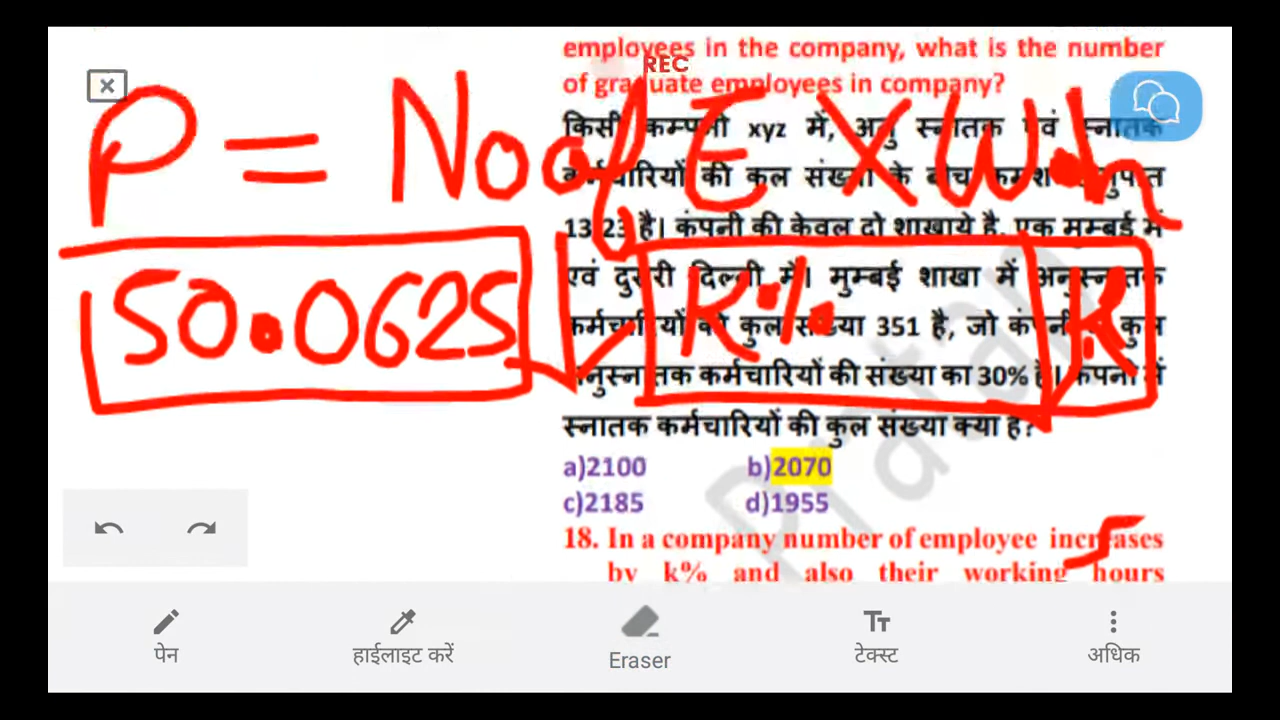 employees in the company, what is the number
REC
of graduate employees in company?
P = No of E X W.h
किसी कम्पनी xyz में, अनु स्नातक एवं स्नातक
कर्मचारियों की कुल संख्या के बीच क्रमश अनुपात
13:23 है। कंपनी की केवल दो शाखाये है, एक मुम्बई में
50.0625 R% R
एवं दुसरी दिल्ली में। मुम्बई शाखा में अनुस्नातक
कर्मचारियों की कुल संख्या 351 है, जो कंपनी कुल
अनुस्नातक कर्मचारियों की संख्या का 30% है। कंपनी में
स्नातक कर्मचारियों की कुल संख्या क्या है?
a)2100 b)2070
c)2185 d)1955
5
18. In a company number of employee increases
by k% and also their working hours
पेन हाईलाइट करें Eraser टेक्स्ट अधिक